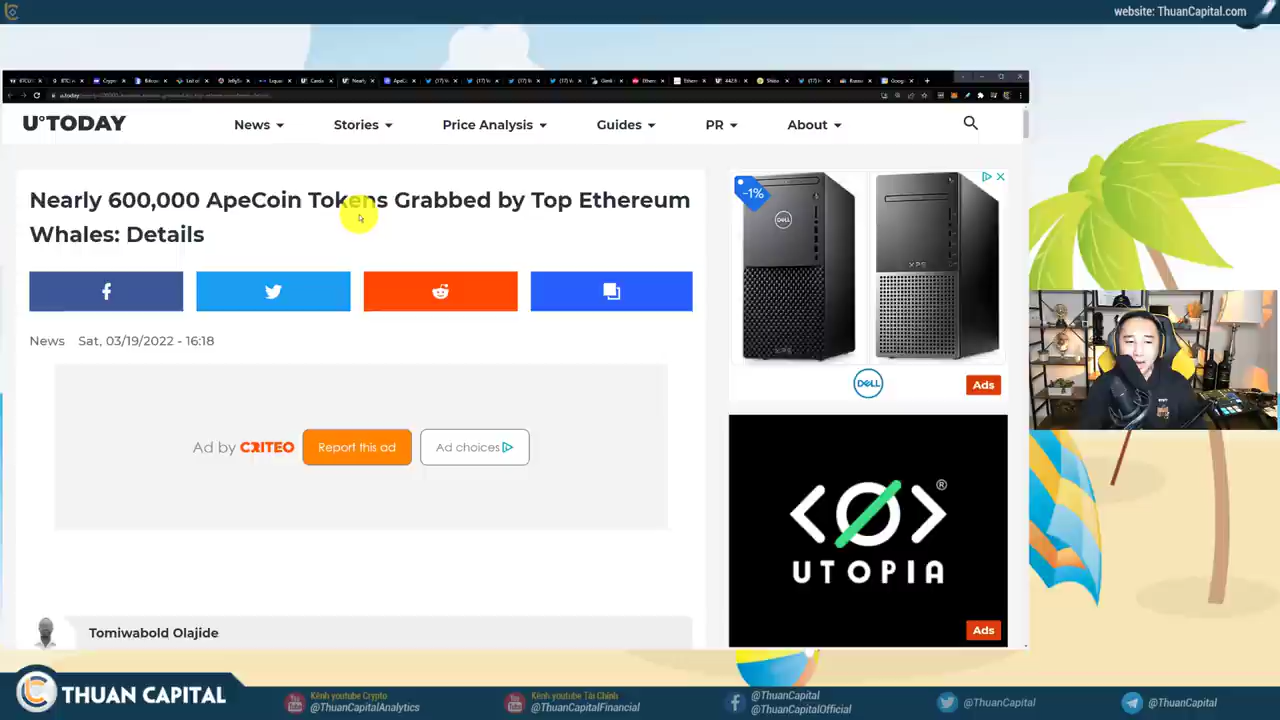 website: ThuanCapital.com
U°TODAY
News
Stories
Price Analysis
Guides
PR
About
Nearly 600,000 ApeCoin Tokens Grabbed by Top Ethereum
Whales: Details
News Sat, 03/19/2022 - 16:18
Ad by CRITEO
Report this ad
Ad choices
Tomiwabold Olajide
-1%
DELL
XPS
DELL
Ads
UTOPIA
®
Ads
THUAN CAPITAL
Kênh youtube Crypto
@ThuanCapitalAnalytics
Kênh youtube Tài Chính
@ThuanCapitalFinancial
@ThuanCapital
@ThuanCapitalOfficial
@ThuanCapital
@ThuanCapital